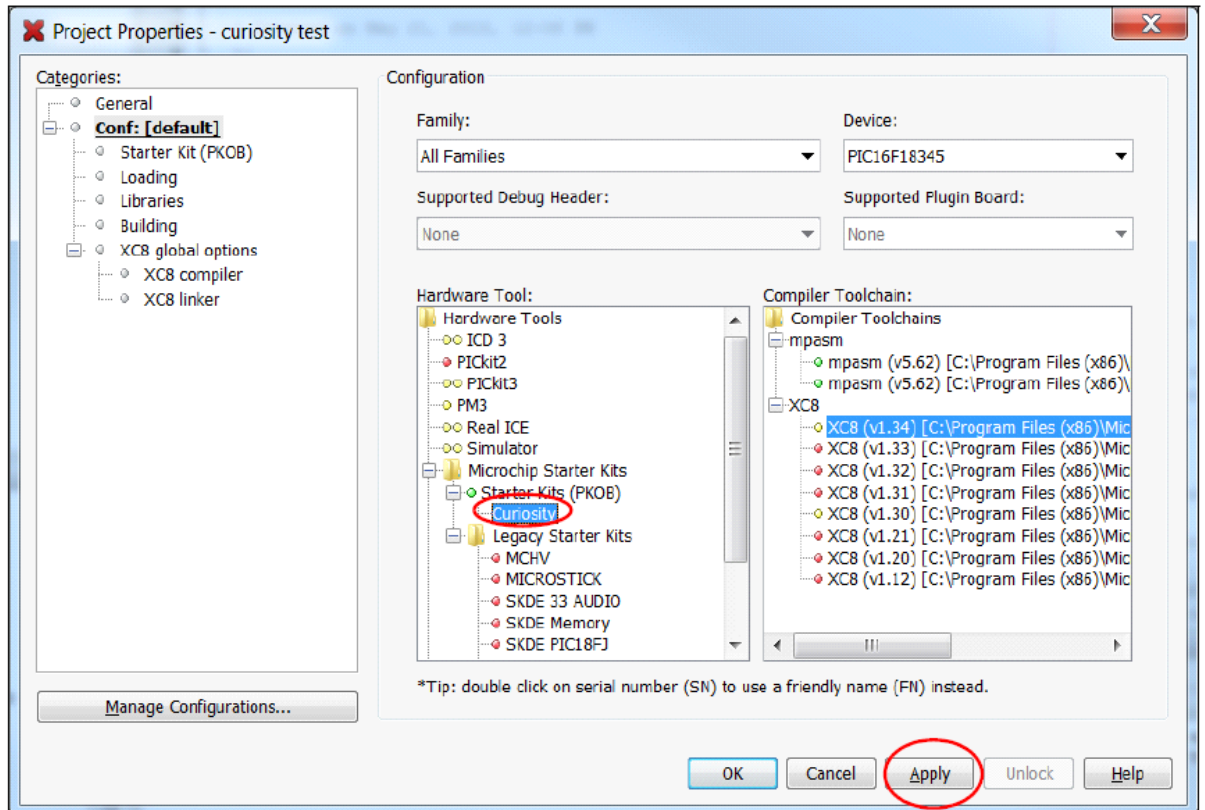 Project Properties - curiosity test
Categories:
General
Conf: [default]
Starter Kit (PKOB)
Loading
Libraries
Building
XC8 global options
XC8 compiler
XC8 linker
Manage Configurations...
Configuration
Family:
Device:
All Families
PIC16F18345
Supported Debug Header:
Supported Plugin Board:
None
None
Hardware Tool:
Hardware Tools
ICD 3
PICkit2
PICkit3
PM3
Real ICE
Simulator
Microchip Starter Kits
Starter Kits (PKOB)
Curiosity
Legacy Starter Kits
MCHV
MICROSTICK
SKDE 33 AUDIO
SKDE Memory
SKDE PIC18FJ
Compiler Toolchain:
Compiler Toolchains
mpasm
mpasm (v5.62) [C:\Program Files (x86)\
mpasm (v5.62) [C:\Program Files (x86)\
XC8
XC8 (v1.34) [C:\Program Files (x86)\Mic
XC8 (v1.33) [C:\Program Files (x86)\Mic
XC8 (v1.32) [C:\Program Files (x86)\Mic
XC8 (v1.31) [C:\Program Files (x86)\Mic
XC8 (v1.30) [C:\Program Files (x86)\Mic
XC8 (v1.21) [C:\Program Files (x86)\Mic
XC8 (v1.20) [C:\Program Files (x86)\Mic
XC8 (v1.12) [C:\Program Files (x86)\Mic
*Tip: double click on serial number (SN) to use a friendly name (FN) instead.
OK
Cancel
Apply
Unlock
Help